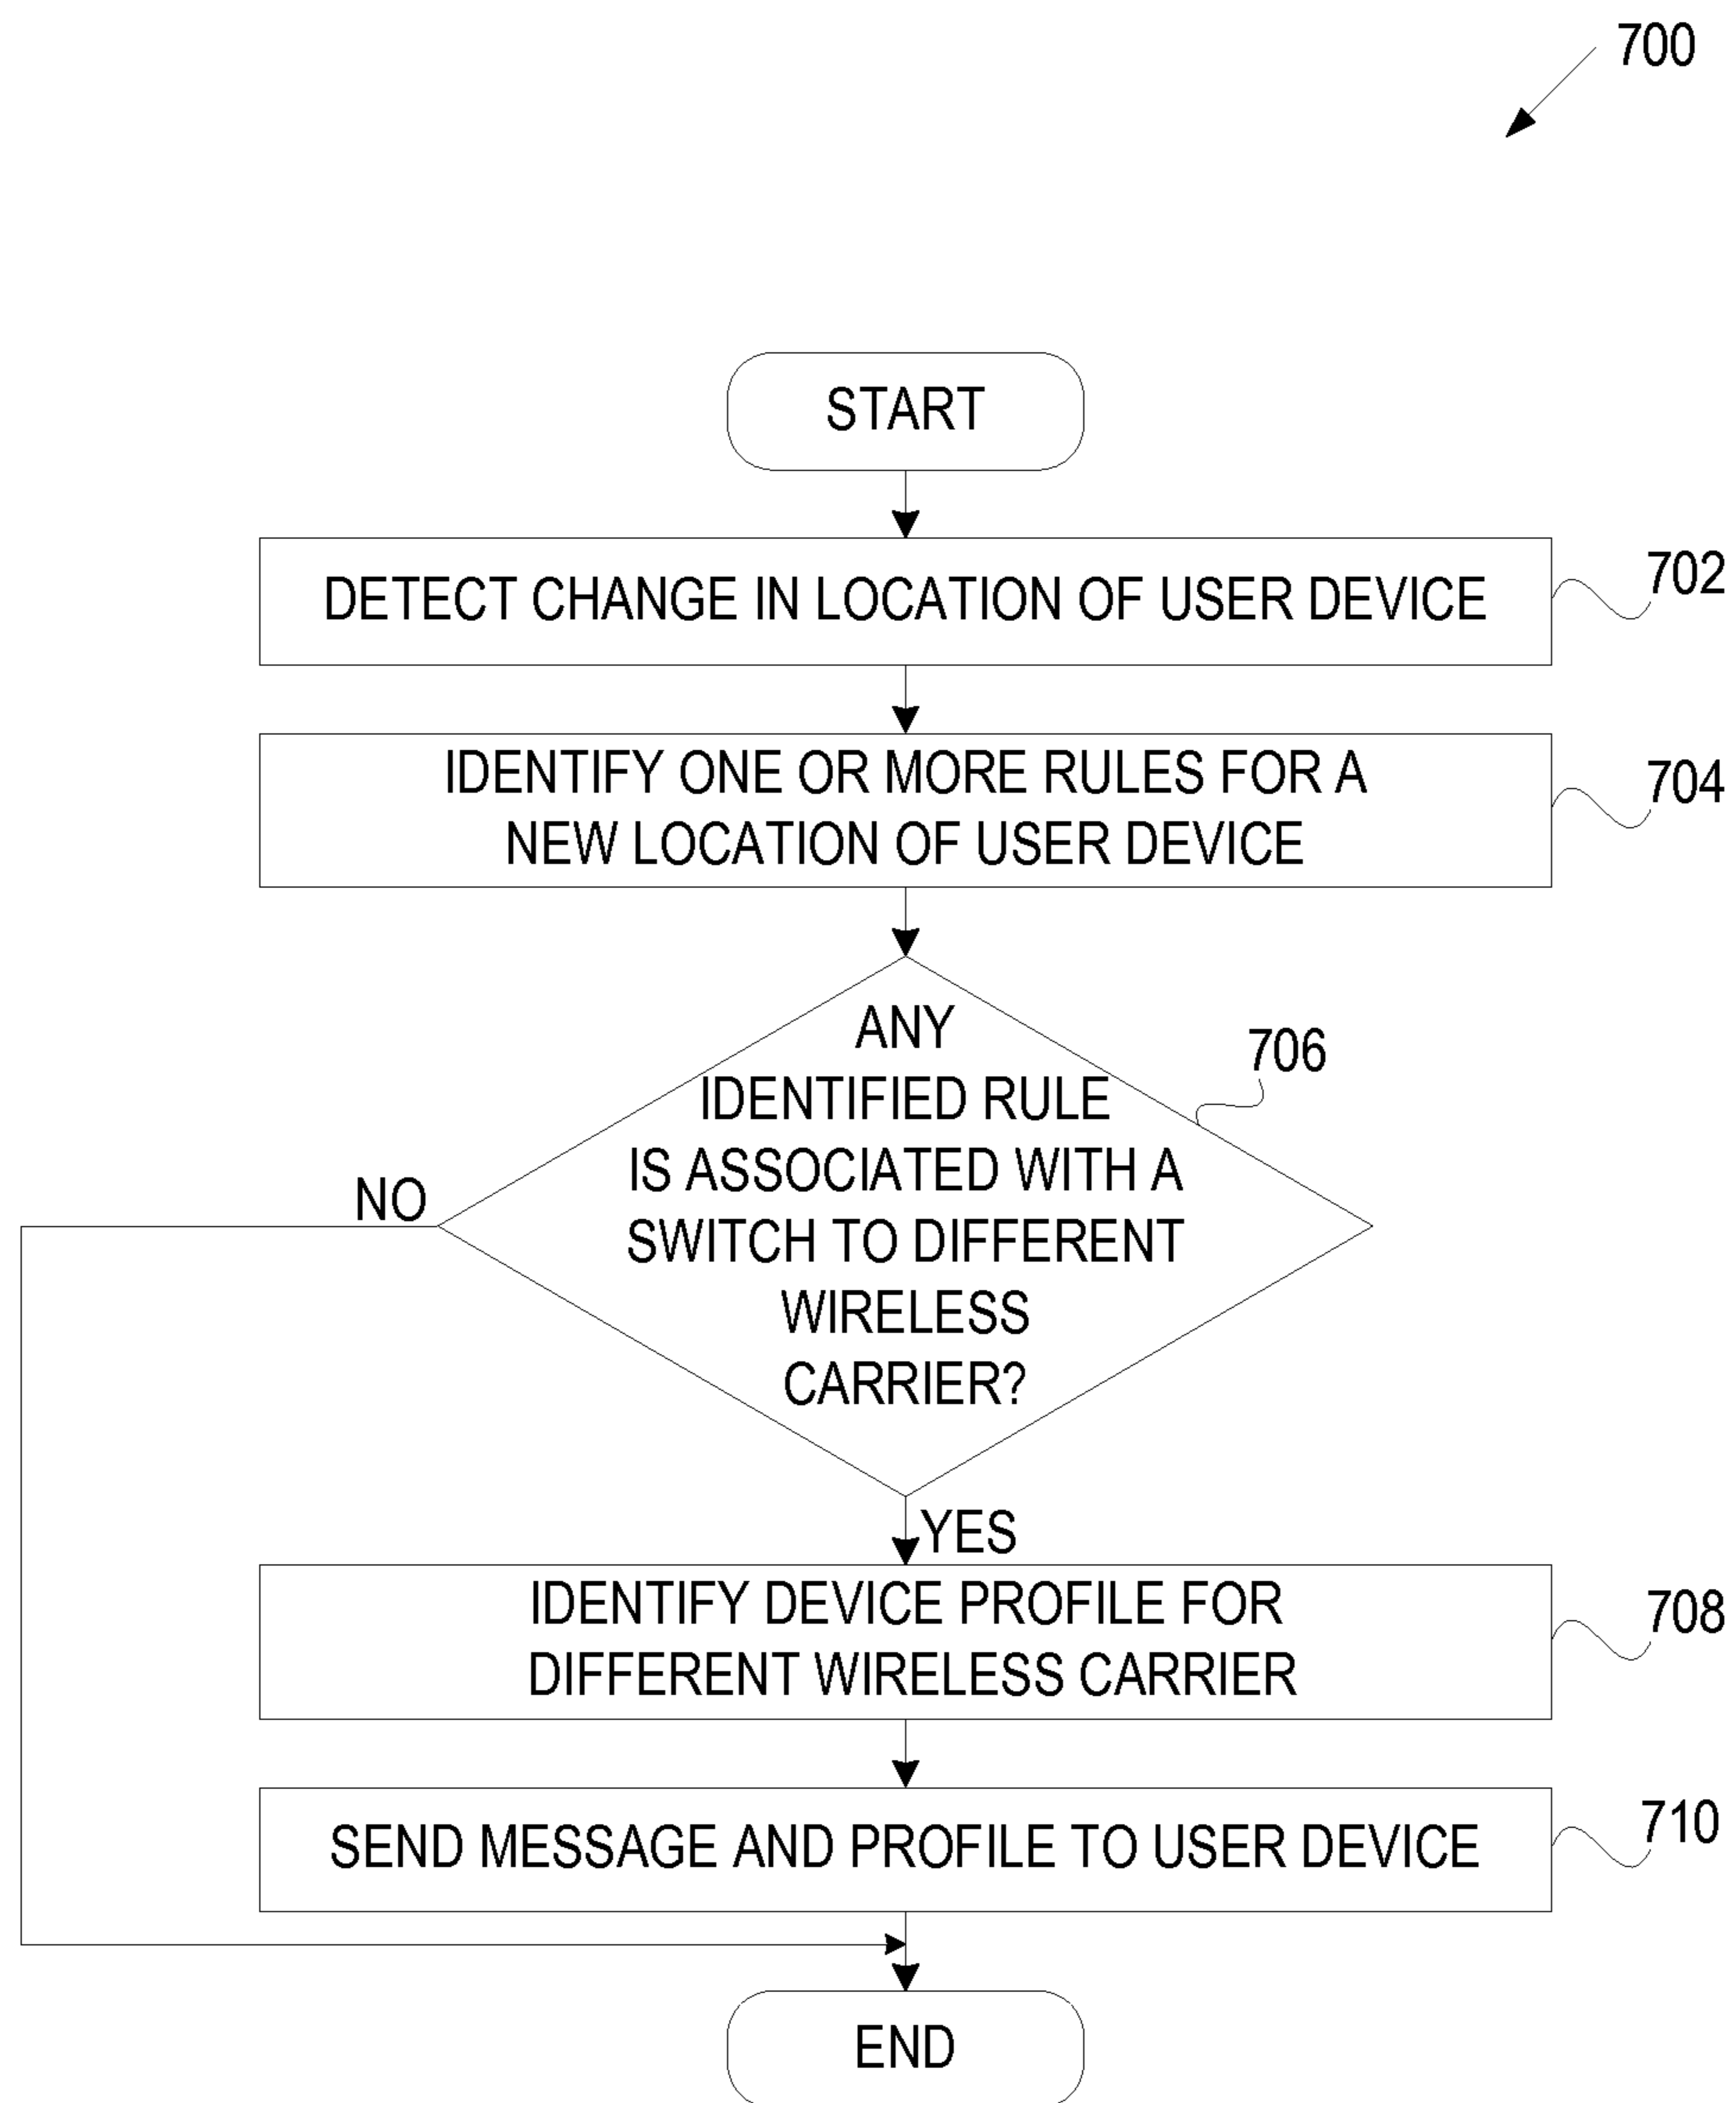 700
START
DETECT CHANGE IN LOCATION OF USER DEVICE
702
IDENTIFY ONE OR MORE RULES FOR A
NEW LOCATION OF USER DEVICE
704
ANY
IDENTIFIED RULE
IS ASSOCIATED WITH A
SWITCH TO DIFFERENT
WIRELESS
CARRIER?
706
NO
YES
IDENTIFY DEVICE PROFILE FOR
DIFFERENT WIRELESS CARRIER
708
SEND MESSAGE AND PROFILE TO USER DEVICE
710
END